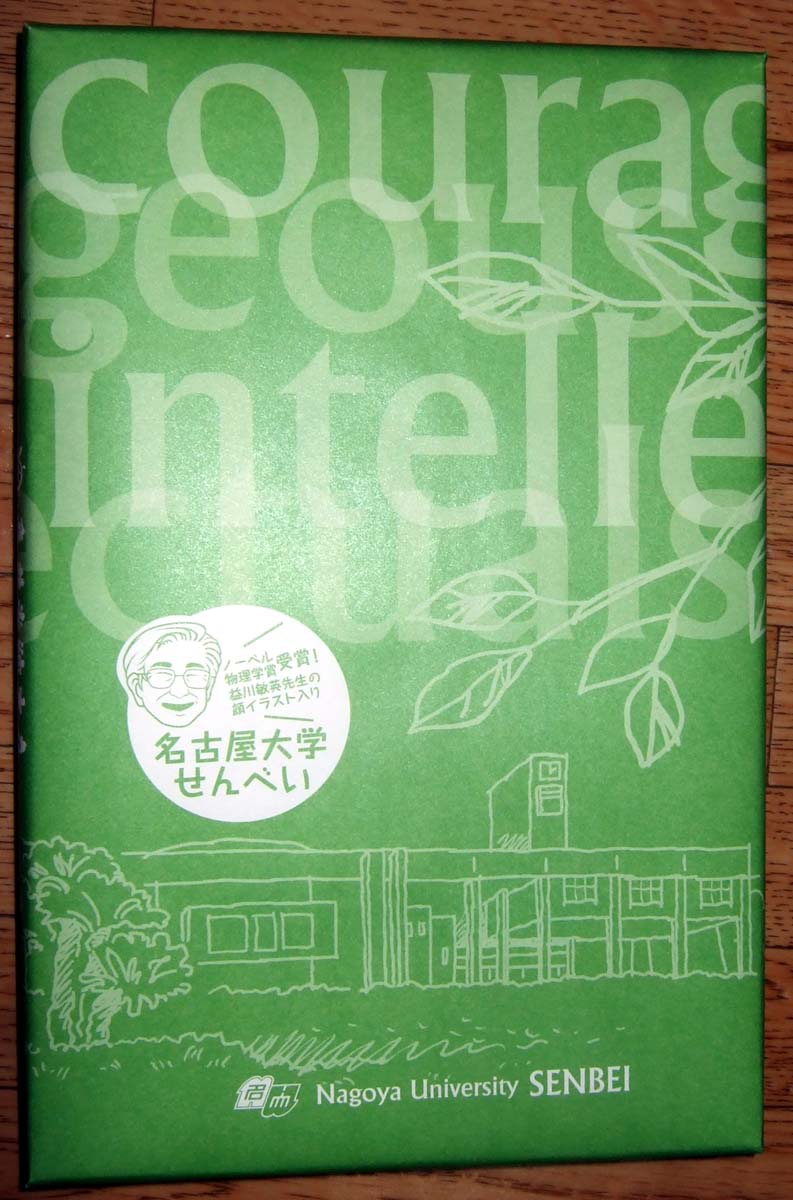 courag
geous
intelle
ectuals
ノーベル
物理学賞受賞！
益川敏英先生の
顔イラスト入り
名古屋大学
せんべい
Nagoya University SENBEI